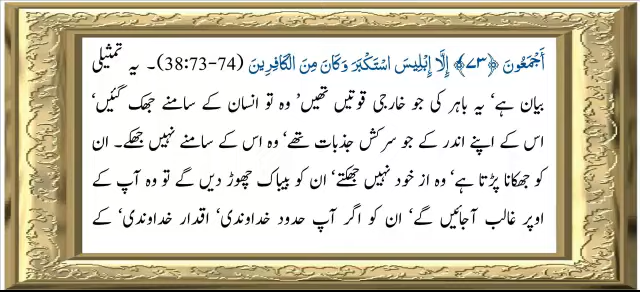 أَجْمَعُونَ ﴿٧٣﴾ إِلَّا إِبْلِيسَ اسْتَكْبَرَ وَكَانَ مِنَ الْكَافِرِينَ (38:73-74)۔ یہ تمثیلی
بیان ہے‘ یہ باہر کی جو خارجی قوتیں تھیں‘ وہ تو انسان کے سامنے جھک گئیں‘
اس کے اپنے اندر کے جو سرکش جذبات تھے‘ وہ اس کے سامنے نہیں جھکے۔ ان
کو جھکانا پڑتا ہے‘ وہ از خود نہیں جھکتے‘ ان کو بیباک چھوڑ دیں گے تو وہ آپ کے
اوپر غالب آجائیں گے‘ ان کو اگر آپ حدود خداوندی‘ اقدار خداوندی‘ کے